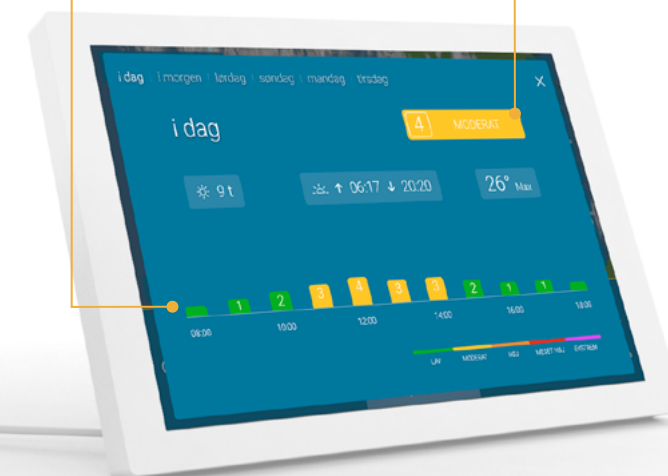 i dag i morgen lørdag søndag mandag tirsdag
i dag
4 MODERAT
9 t
↑ 06:17 ↓ 20:20
26° Max
1 2 3 4 3 3 2 1 1
08:00 10:00 12:00 14:00 16:00 18:00
LAV MODERAT HØJ MEGET HØJ EKSTREM